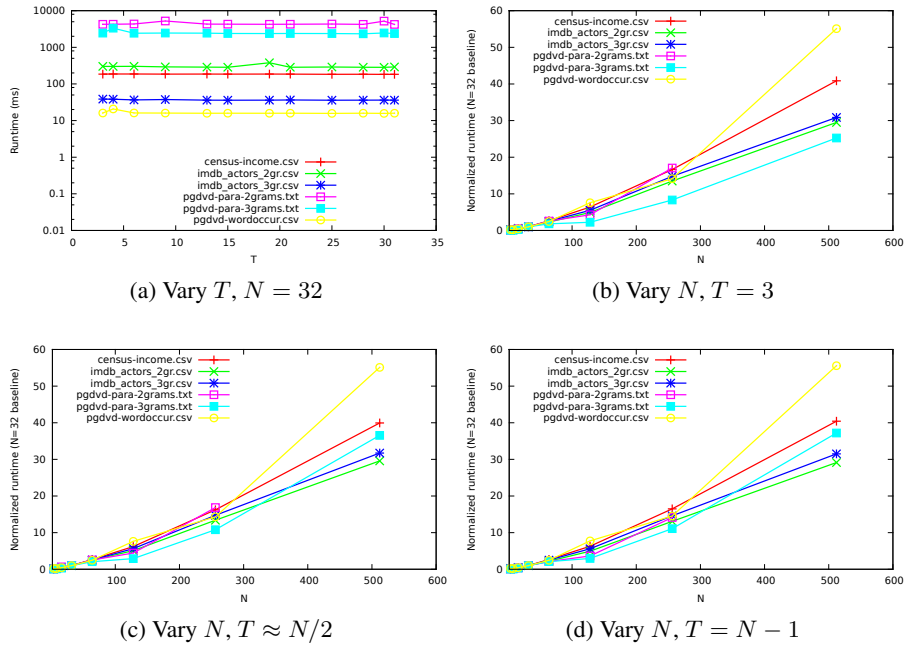 10000
1000
100
10
1
0.1
0.01
Runtime (ms)
0 5 10 15 20 25 30 35
T
census-income.csv
imdb_actors_2gr.csv
imdb_actors_3gr.csv
pgdvd-para-2grams.txt
pgdvd-para-3grams.txt
pgdvd-wordoccur.csv
(a) Vary T, N = 32
60
50
40
30
20
10
0
Normalized runtime (N=32 baseline)
0 100 200 300 400 500 600
N
census-income.csv
imdb_actors_2gr.csv
imdb_actors_3gr.csv
pgdvd-para-2grams.txt
pgdvd-para-3grams.txt
pgdvd-wordoccur.csv
(b) Vary N, T = 3
60
50
40
30
20
10
0
Normalized runtime (N=32 baseline)
0 100 200 300 400 500 600
N
census-income.csv
imdb_actors_2gr.csv
imdb_actors_3gr.csv
pgdvd-para-2grams.txt
pgdvd-para-3grams.txt
pgdvd-wordoccur.csv
(c) Vary N, T ≈ N/2
60
50
40
30
20
10
0
Normalized runtime (N=32 baseline)
0 100 200 300 400 500 600
N
census-income.csv
imdb_actors_2gr.csv
imdb_actors_3gr.csv
pgdvd-para-2grams.txt
pgdvd-para-3grams.txt
pgdvd-wordoccur.csv
(d) Vary N, T = N − 1